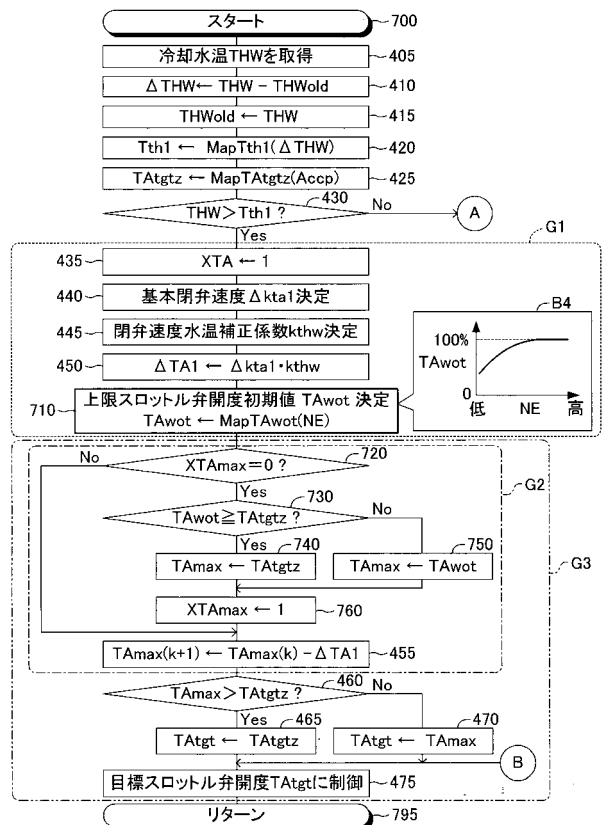 スタート
700
冷却水温THWを取得
405
ΔTHW← THW − THWold
410
THWold ← THW
415
Tth1 ← MapTth1(ΔTHW)
420
TAtgtz ← MapTAtgtz(Accp)
425
THW>Tth1 ?
430
No
A
Yes
G1
435
XTA ← 1
440
基本閉弁速度 Δkta1決定
445
閉弁速度水温補正係数kthw決定
450
ΔTA1 ← Δkta1・kthw
710
上限スロットル弁開度初期値 TAwot 決定
TAwot ← MapTAwot(NE)
B4
100%
TAwot
0
低 NE 高
No
XTAmax=0 ?
720
Yes
G2
TAwot≧TAtgtz ?
730
No
G3
Yes
740
TAmax ← TAtgtz
750
TAmax ← TAwot
XTAmax ← 1
760
TAmax(k+1) ← TAmax(k) −ΔTA1
455
TAmax>TAtgtz ?
460
No
Yes
465
TAtgt ← TAtgtz
470
TAtgt ← TAmax
B
目標スロットル弁開度TAtgtに制御
475
リターン
795